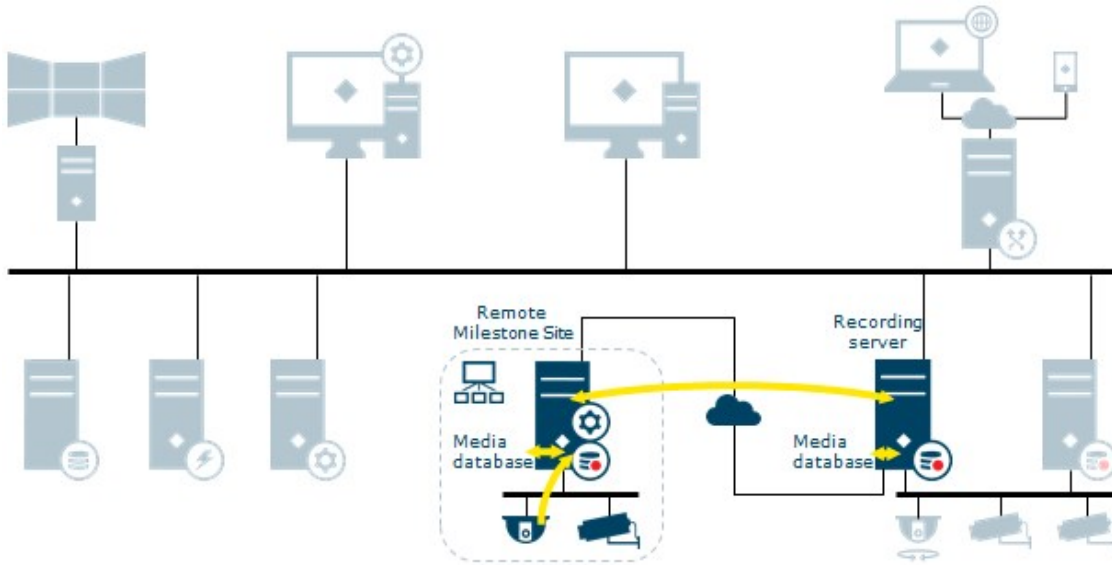 Remote
Milestone Site
Recording
server
Media
database
Media
database